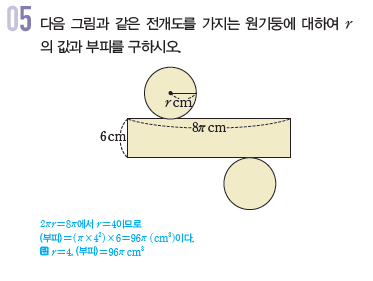 05 다음 그림과 같은 전개도를 가지는 원기둥에 대하여 r
의 값과 부피를 구하시오.
r cm
8π cm
6 cm
2πr=8π에서 r=4이므로
(부피)=(π×4²)×6=96π (cm³)이다.
답 r=4, (부피)=96π cm³